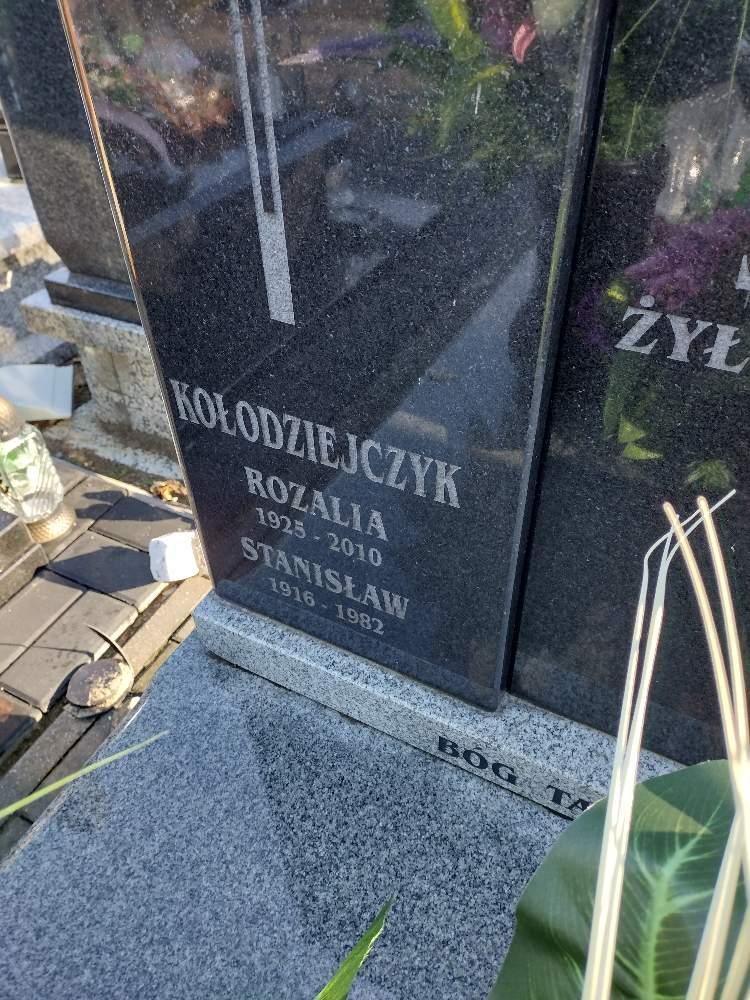 KOŁODZIEJCZYK
ROZALIA
1925 - 2010
STANISŁAW
1916 - 1982
BÓG